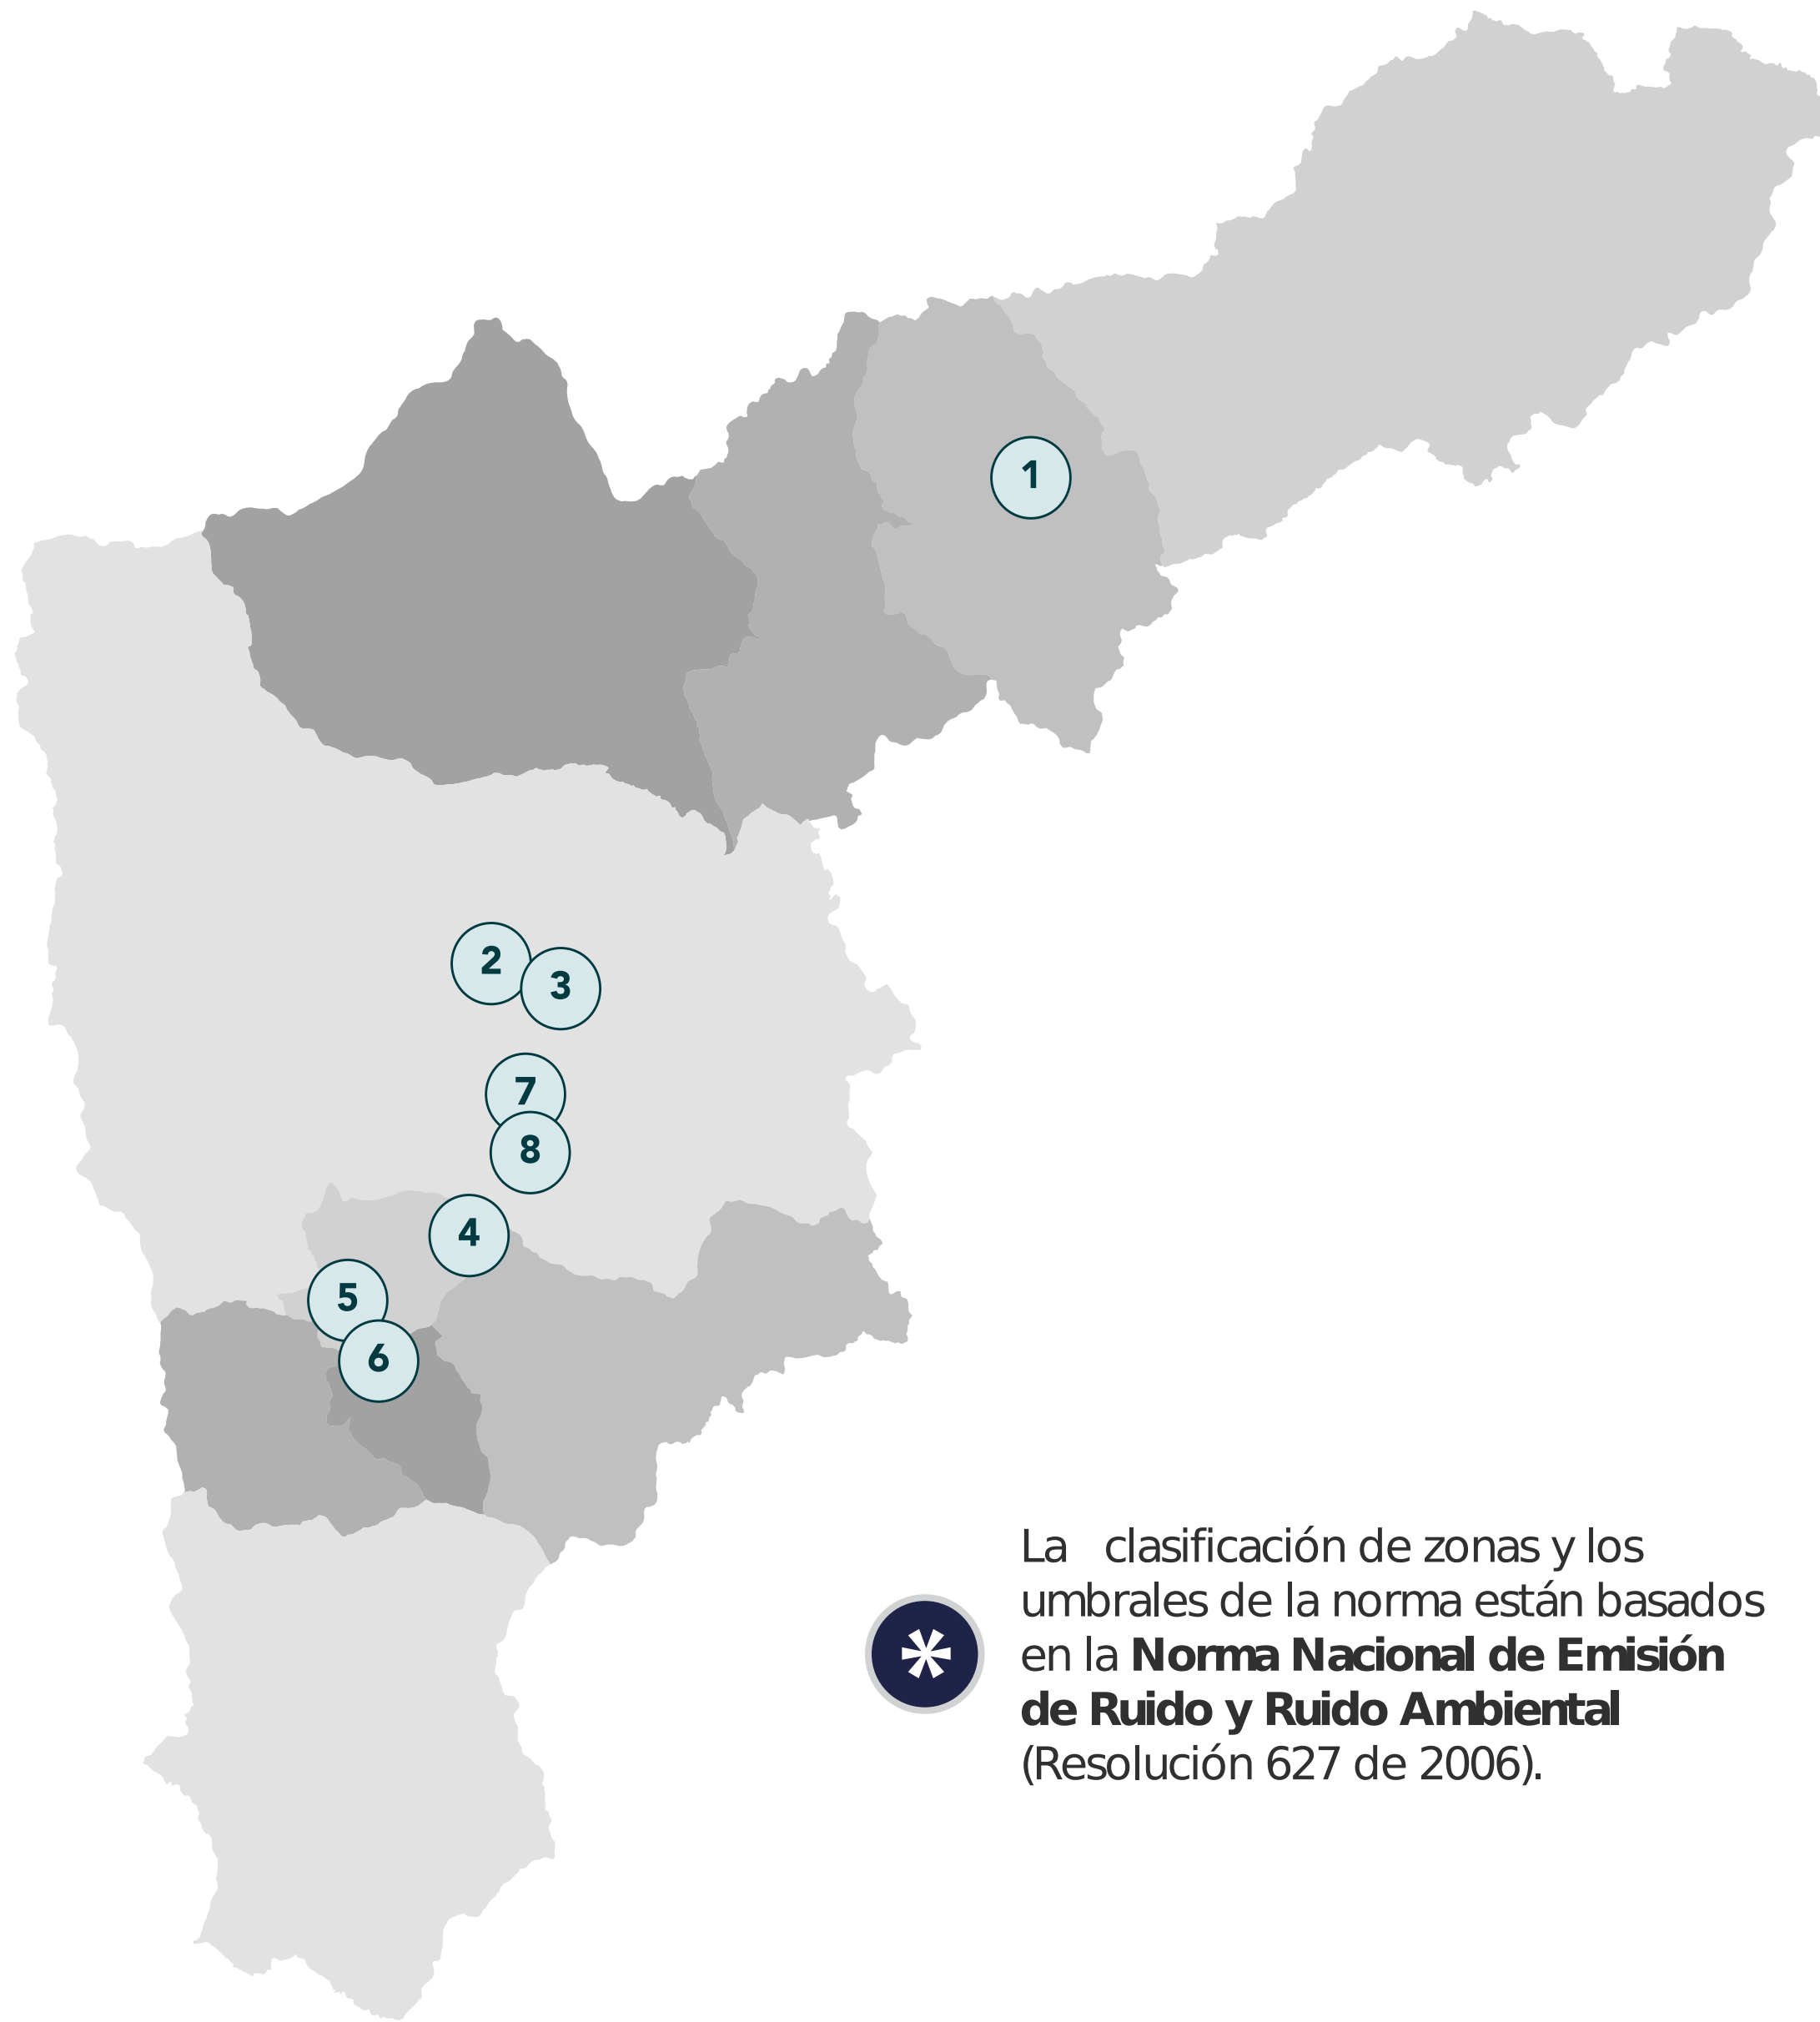 1
2
3
7
8
4
5
6
La clasificación de zonas y los
umbrales de la norma están basados
en la Norma Nacional de Emisión
de Ruido y Ruido Ambiental
(Resolución 627 de 2006).